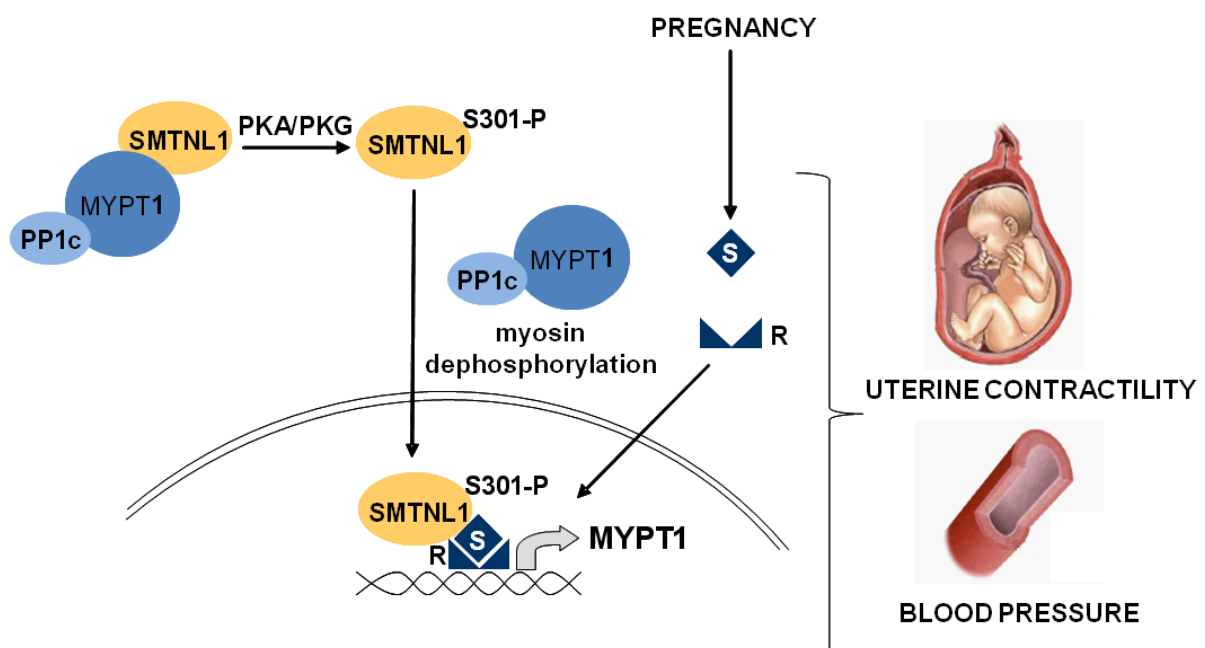 PREGNANCY
SMTNL1
PKA/PKG
SMTNL1
S301-P
MYPT1
PP1c
PP1c
MYPT1
myosin
dephosphorylation
S
R
UTERINE CONTRACTILITY
SMTNL1
S301-P
R
S
MYPT1
BLOOD PRESSURE